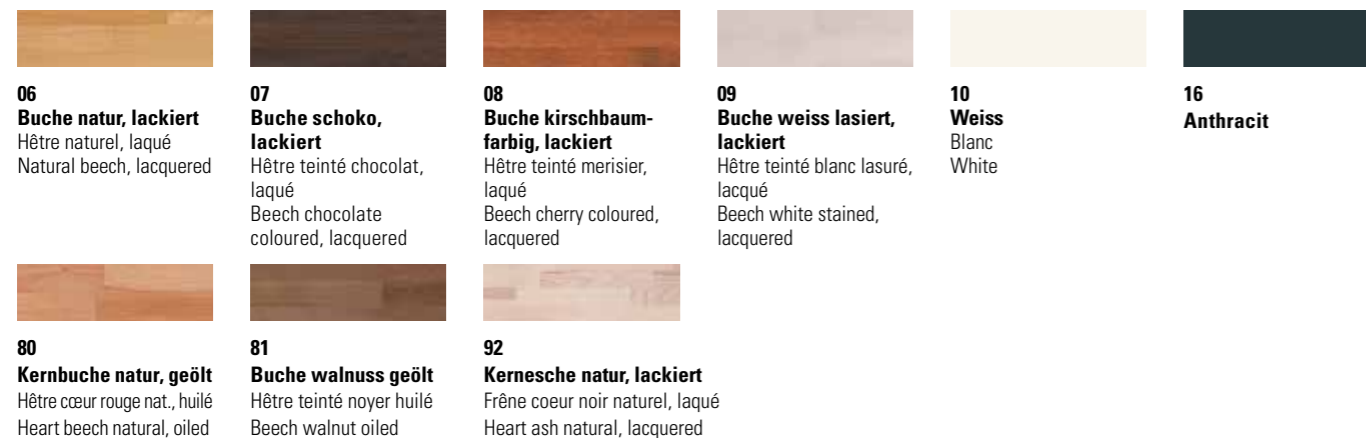 06
Buche natur, lackiert
Hêtre naturel, laqué
Natural beech, lacquered
07
Buche schoko,
lackiert
Hêtre teinté chocolat,
laqué
Beech chocolate
coloured, lacquered
08
Buche kirschbaum-
farbig, lackiert
Hêtre teinté merisier,
laqué
Beech cherry coloured,
lacquered
09
Buche weiss lasiert,
lackiert
Hêtre teinté blanc lasuré,
lacqué
Beech white stained,
lacquered
10
Weiss
Blanc
White
16
Anthracit
80
Kernbuche natur, geölt
Hêtre cœur rouge nat., huilé
Heart beech natural, oiled
81
Buche walnuss geölt
Hêtre teinté noyer huilé
Beech walnut oiled
92
Kernesche natur, lackiert
Frêne coeur noir naturel, laqué
Heart ash natural, lacquered